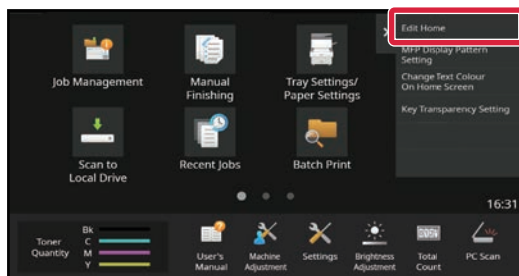 Edit Home
MFP Display Pattern
Setting
Change Text Colour
On Home Screen
Key Transparency Setting
Job Management
Manual
Finishing
Tray Settings/
Paper Settings
Scan to
Local Drive
Recent Jobs
Batch Print
16:31
Toner
Quantity
Bk
C
M
Y
User's
Manual
Machine
Adjustment
Settings
Brightness
Adjustment
Total
Count
PC Scan